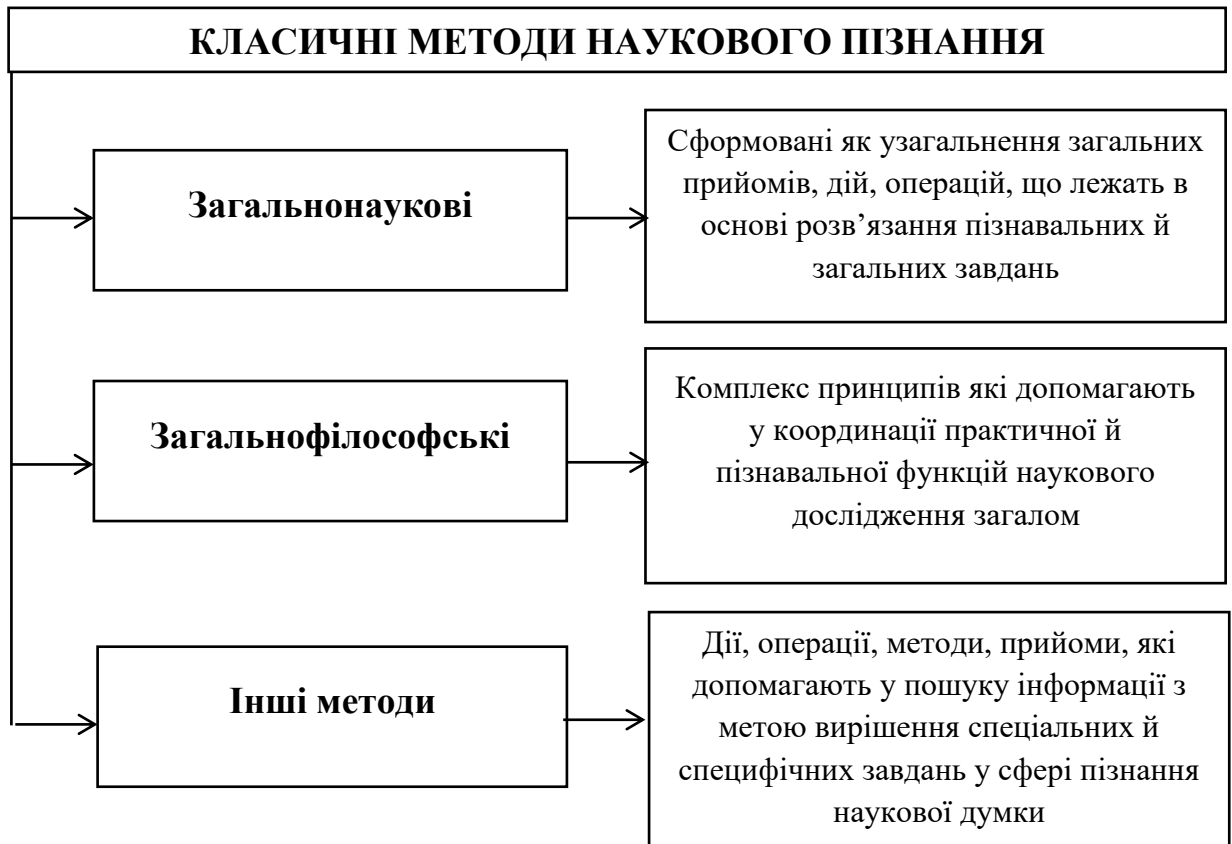 КЛАСИЧНІ МЕТОДИ НАУКОВОГО ПІЗНАННЯ
Загальнонаукові
Сформовані як узагальнення загальних
прийомів, дій, операцій, що лежать в
основі розв’язання пізнавальних й
загальних завдань
Загальнофілософські
Комплекс принципів які допомагають
у координації практичної й
пізнавальної функцій наукового
дослідження загалом
Інші методи
Дії, операції, методи, прийоми, які
допомагають у пошуку інформації з
метою вирішення спеціальних й
специфічних завдань у сфері пізнання
наукової думки